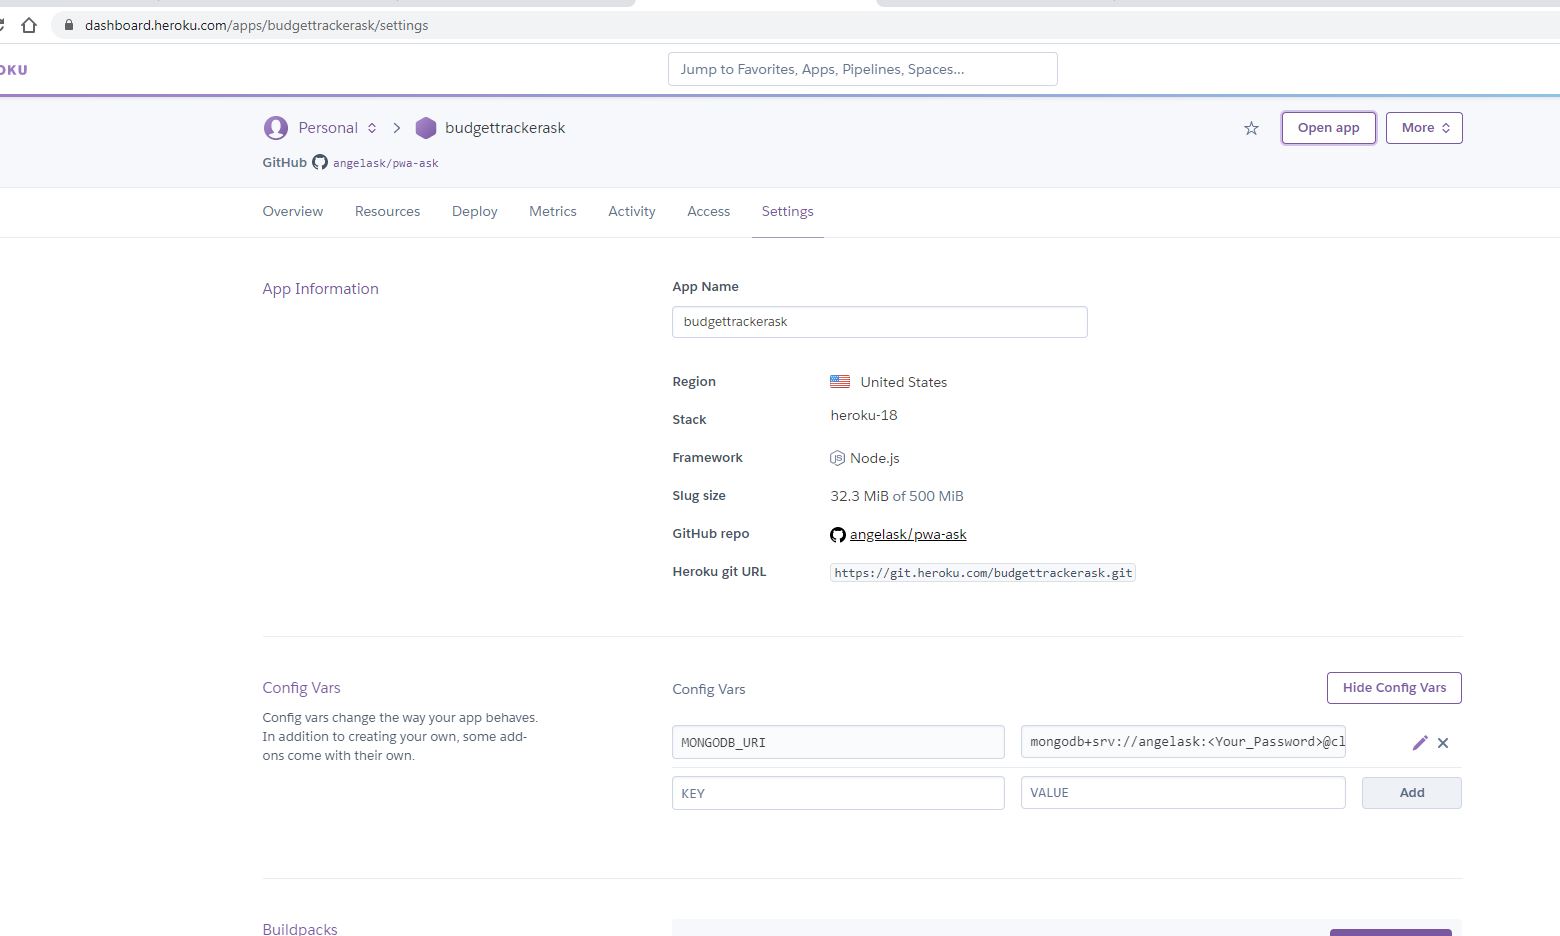 dashboard.heroku.com/apps/budgettrackerask/settings
OKU
Jump to Favorites, Apps, Pipelines, Spaces...
Personal budgettrackerask
Open app More
GitHub angelask/pwa-ask
Overview Resources Deploy Metrics Activity Access Settings
App Information
App Name
budgettrackerask
Region United States
Stack heroku-18
Framework Node.js
Slug size 32.3 MiB of 500 MiB
GitHub repo angelask/pwa-ask
Heroku git URL https://git.heroku.com/budgettrackerask.git
Config Vars
Config vars change the way your app behaves.
In addition to creating your own, some add-
ons come with their own.
Config Vars Hide Config Vars
MONGODB_URI mongodb+srv://angelask:<Your_Password>@cl
KEY VALUE Add
Buildpacks